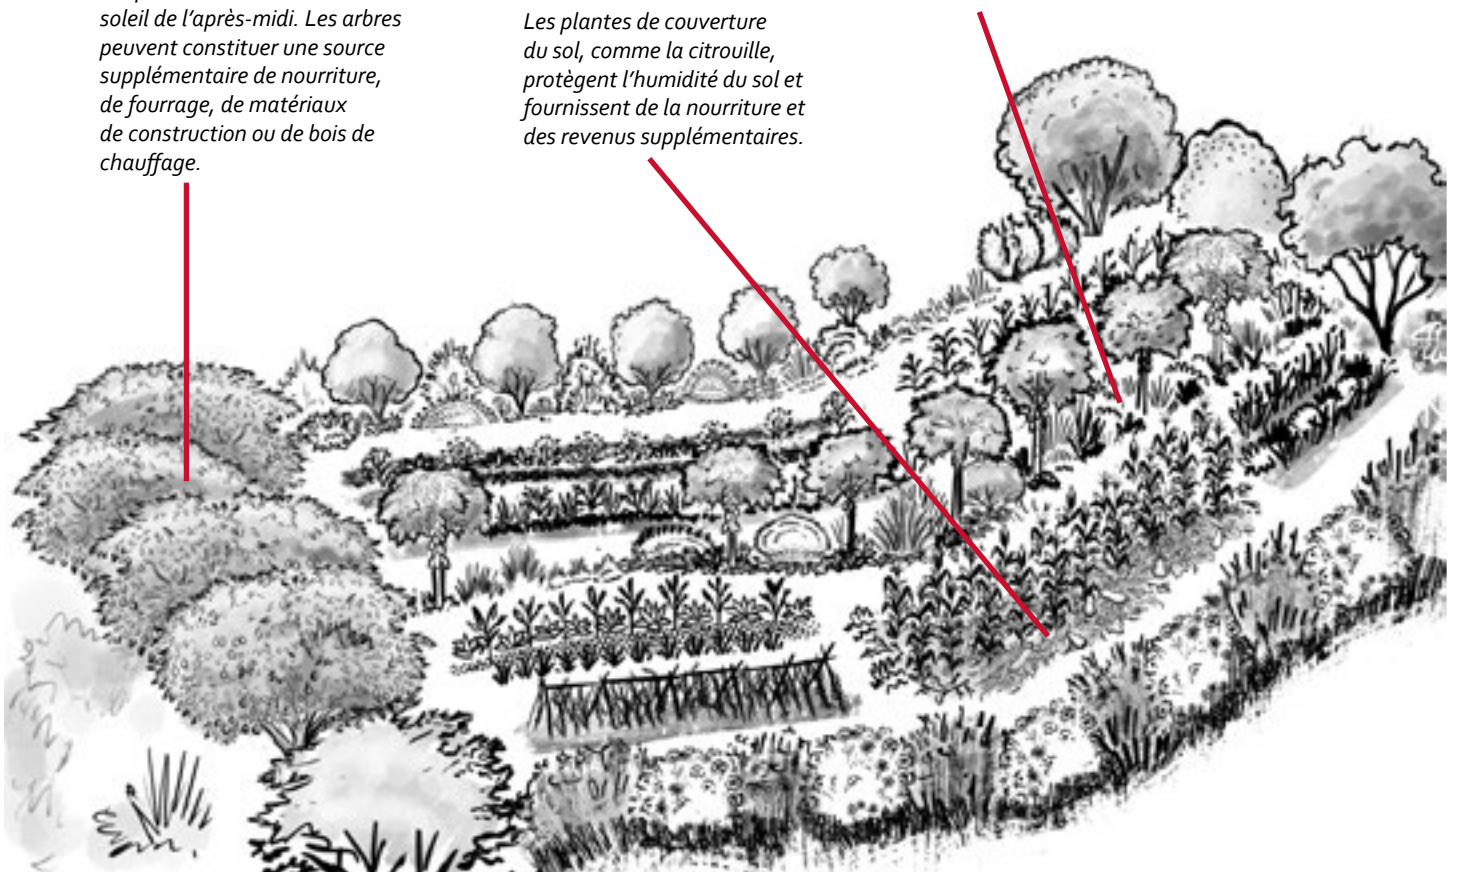 soleil de l'après-midi. Les arbres
peuvent constituer une source
supplémentaire de nourriture,
de fourrage, de matériaux
de construction ou de bois de
chauffage.
Les plantes de couverture
du sol, comme la citrouille,
protègent l'humidité du sol et
fournissent de la nourriture et
des revenus supplémentaires.